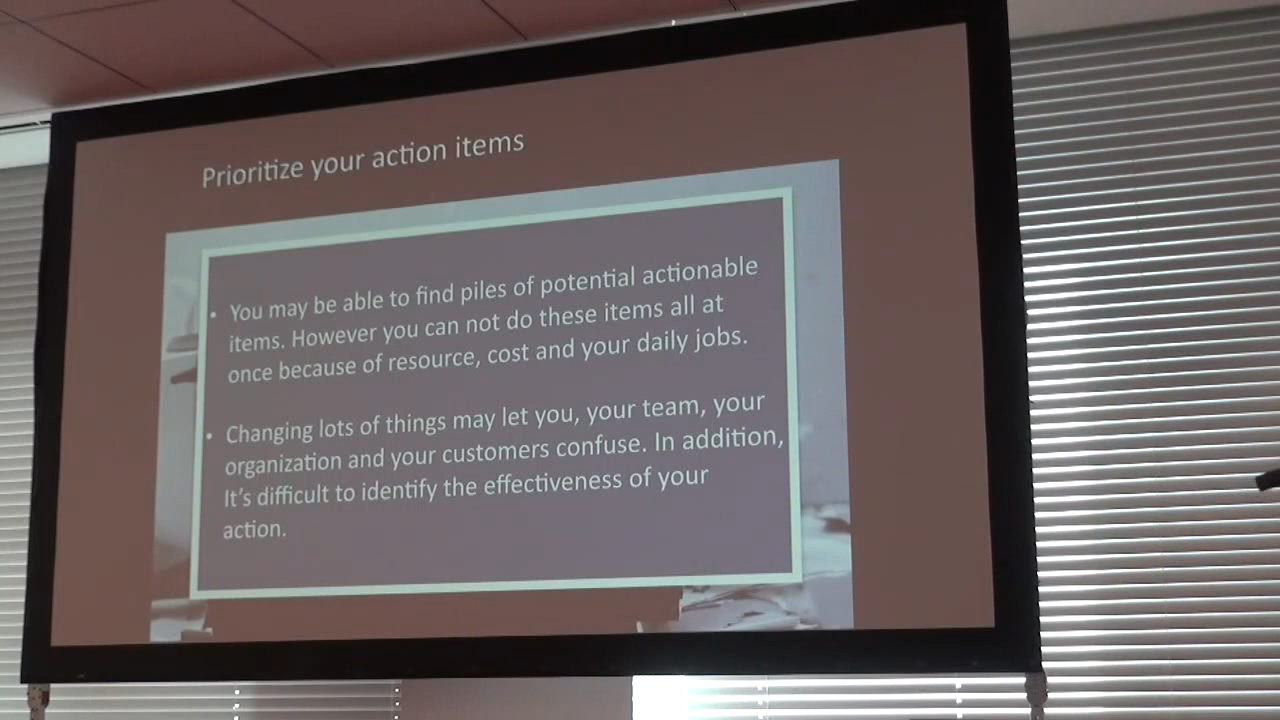 Prioritize your action items
• You may be able to find piles of potential actionable
items. However you can not do these items all at
once because of resource, cost and your daily jobs.
• Changing lots of things may let you, your team, your
organization and your customers confuse. In addition,
It's difficult to identify the effectiveness of your
action.